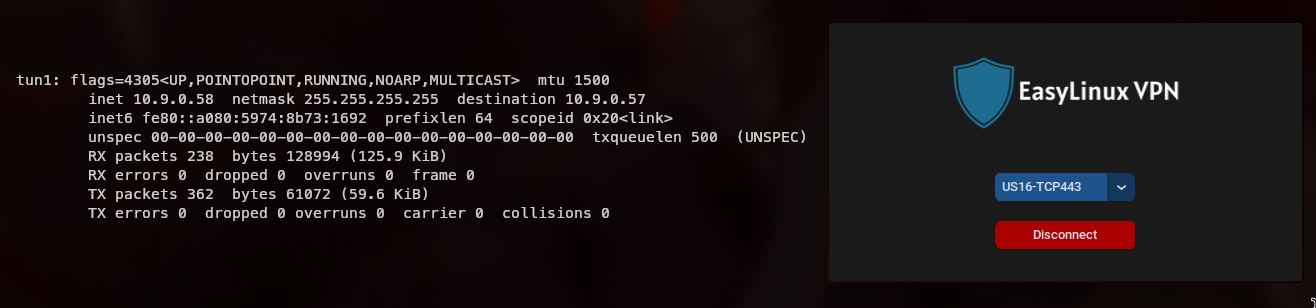 tun1: flags=4305<UP,POINTOPOINT,RUNNING,NOARP,MULTICAST>  mtu 1500
        inet 10.9.0.58  netmask 255.255.255.255  destination 10.9.0.57
        inet6 fe80::a080:5974:8b73:1692  prefixlen 64  scopeid 0x20<link>
        unspec 00-00-00-00-00-00-00-00-00-00-00-00-00-00-00-00  txqueuelen 500  (UNSPEC)
        RX packets 238  bytes 128994 (125.9 KiB)
        RX errors 0  dropped 0  overruns 0  frame 0
        TX packets 362  bytes 61072 (59.6 KiB)
        TX errors 0  dropped 0 overruns 0  carrier 0  collisions 0
EasyLinux VPN
US16-TCP443
Disconnect